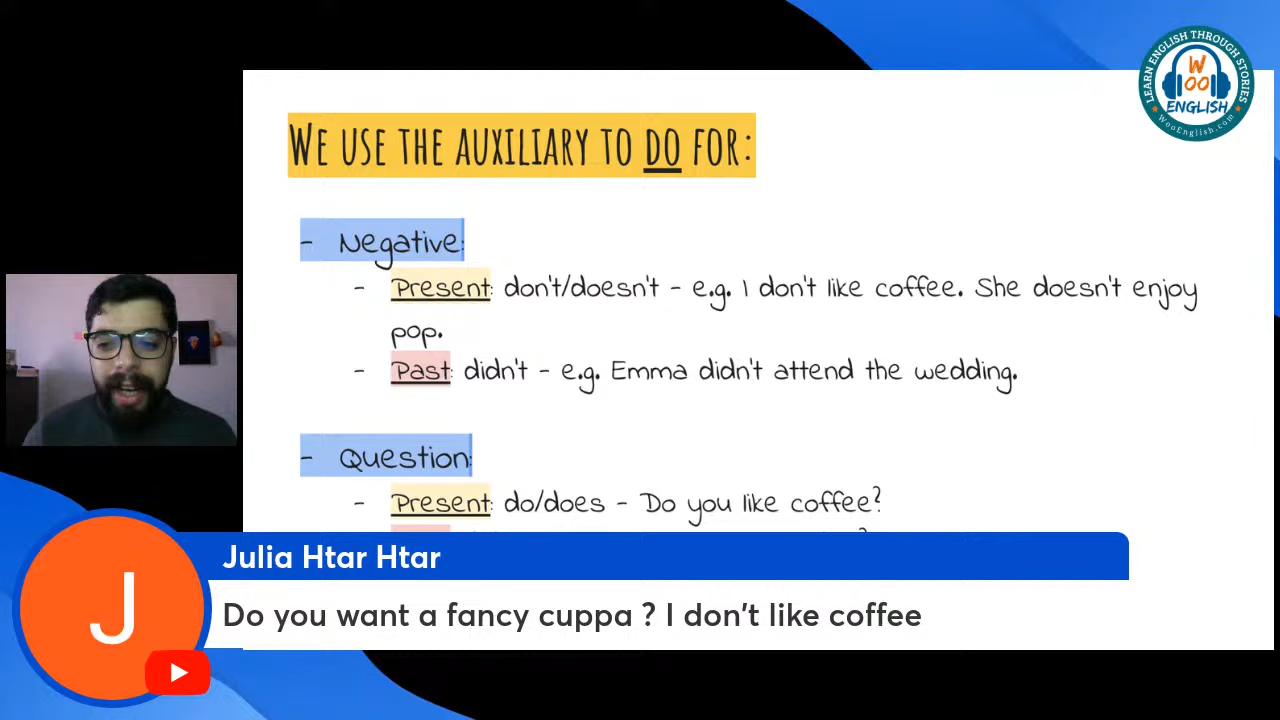 LEARN ENGLISH THROUGH STORIES
W
OO
ENGLISH
WooEnglish.com
WE USE THE AUXILIARY TO DO FOR:
- Negative:
- Present: don't/doesn't - e.g. I don't like coffee. She doesn't enjoy
pop.
- Past: didn't - e.g. Emma didn't attend the wedding.
- Question:
- Present: do/does - Do you like coffee?
J
Julia Htar Htar
Do you want a fancy cuppa ? I don't like coffee